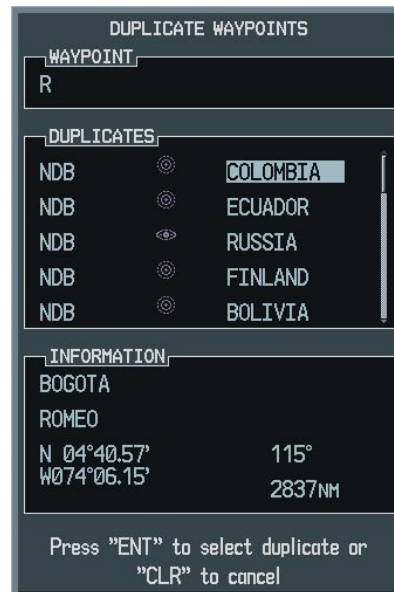 DUPLICATE WAYPOINTS
WAYPOINT
R
DUPLICATES
NDB COLOMBIA
NDB ECUADOR
NDB RUSSIA
NDB FINLAND
NDB BOLIVIA
INFORMATION
BOGOTA
ROMEO
N 04°40.57' 115°
W074°06.15' 2837NM
Press "ENT" to select duplicate or
"CLR" to cancel